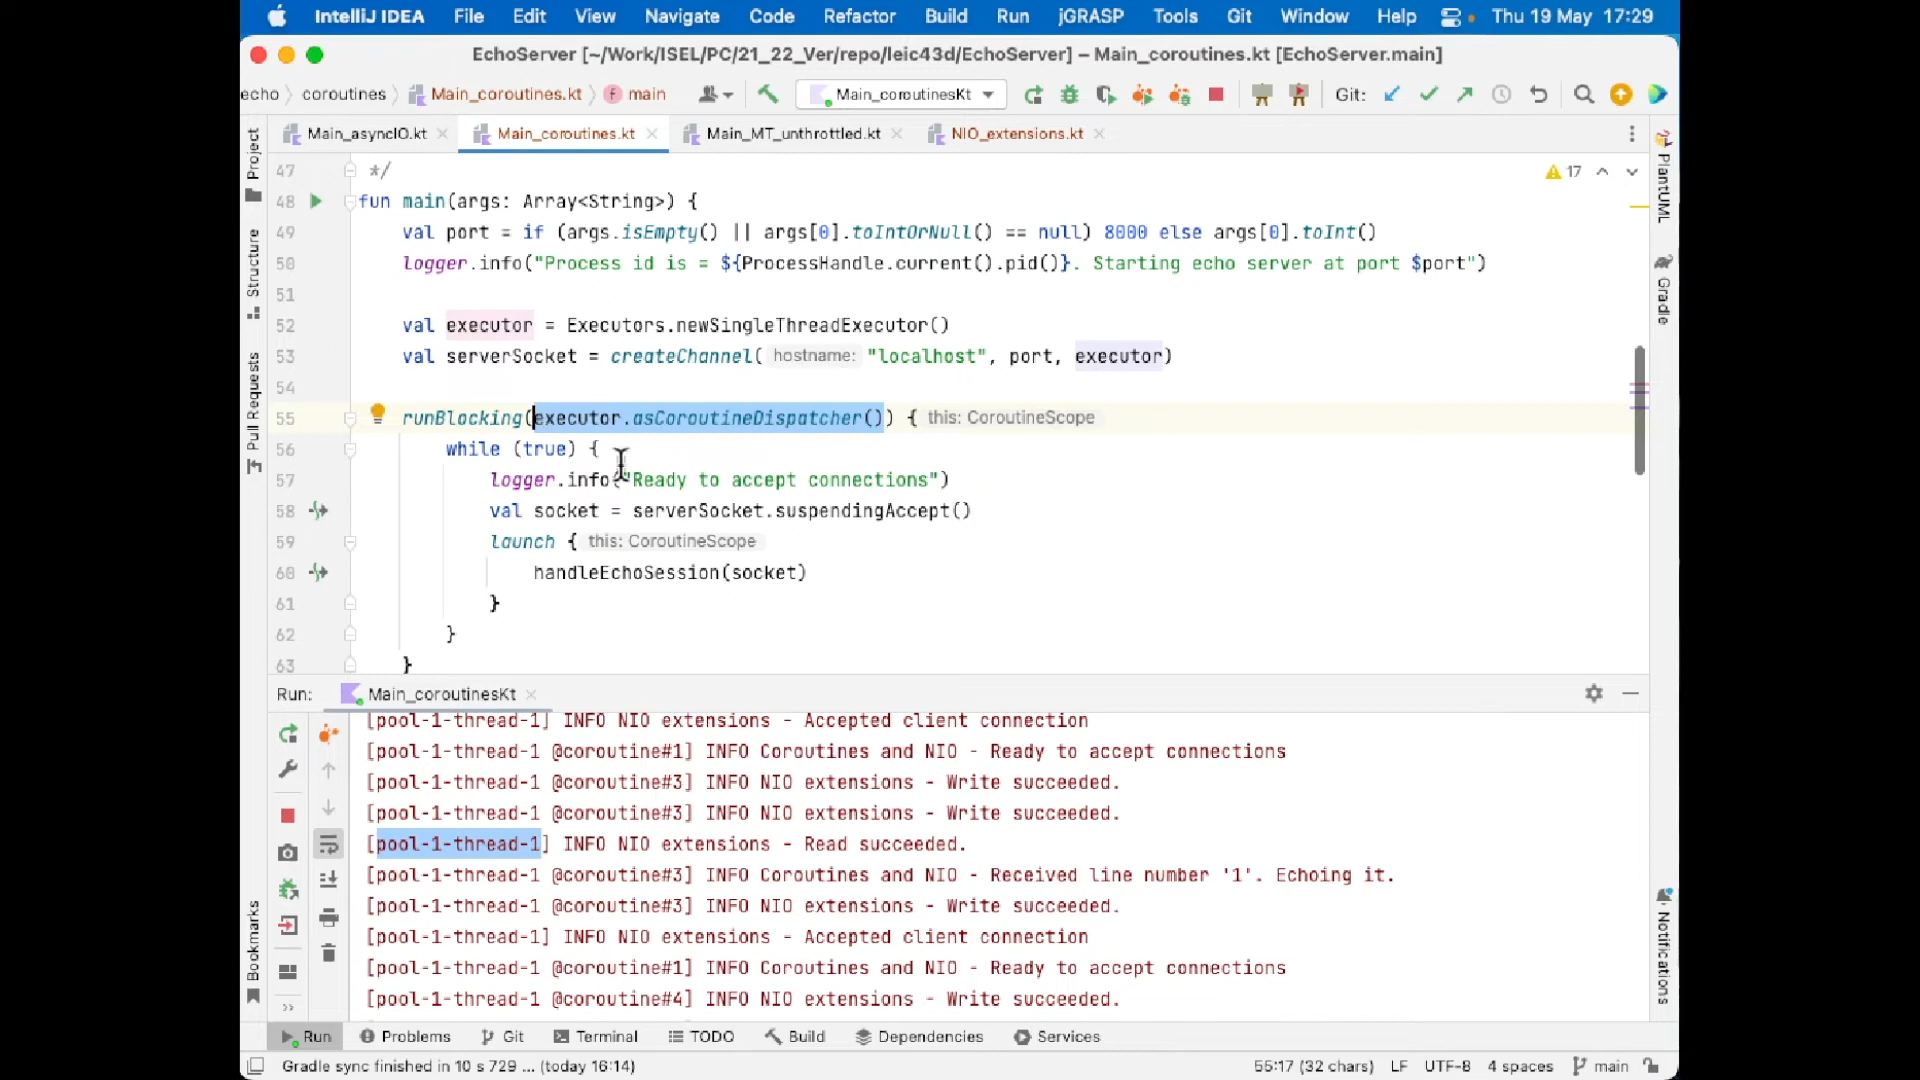 IntelliJ IDEA File Edit View Navigate Code Refactor Build Run jGRASP Tools Git Window Help Thu 19 May 17:29
EchoServer [~/Work/ISEL/PC/21_22_Ver/repo/leic43d/EchoServer] – Main_coroutines.kt [EchoServer.main]
echo coroutines Main_coroutines.kt main Main_coroutinesKt Git:
Main_asyncIO.kt Main_coroutines.kt Main_MT_unthrottled.kt NIO_extensions.kt
Project
Structure
Pull Requests
Bookmarks
47 */
17
48 fun main(args: Array<String>) {
49 val port = if (args.isEmpty() || args[0].toIntOrNull() == null) 8000 else args[0].toInt()
50 logger.info("Process id is = ${ProcessHandle.current().pid()}. Starting echo server at port $port")
51
52 val executor = Executors.newSingleThreadExecutor()
53 val serverSocket = createChannel( hostname: "localhost", port, executor)
54
55 runBlocking(executor.asCoroutineDispatcher()) { this: CoroutineScope
56 while (true) {
57 logger.info("Ready to accept connections")
58 val socket = serverSocket.suspendingAccept()
59 launch { this: CoroutineScope
60 handleEchoSession(socket)
61 }
62 }
63 }
PlantUML
Gradle
Notifications
Run: Main_coroutinesKt
[pool-1-thread-1] INFO NIO extensions - Accepted client connection
[pool-1-thread-1 @coroutine#1] INFO Coroutines and NIO - Ready to accept connections
[pool-1-thread-1 @coroutine#3] INFO NIO extensions - Write succeeded.
[pool-1-thread-1 @coroutine#3] INFO NIO extensions - Write succeeded.
[pool-1-thread-1] INFO NIO extensions - Read succeeded.
[pool-1-thread-1 @coroutine#3] INFO Coroutines and NIO - Received line number '1'. Echoing it.
[pool-1-thread-1 @coroutine#3] INFO NIO extensions - Write succeeded.
[pool-1-thread-1] INFO NIO extensions - Accepted client connection
[pool-1-thread-1 @coroutine#1] INFO Coroutines and NIO - Ready to accept connections
[pool-1-thread-1 @coroutine#4] INFO NIO extensions - Write succeeded.
Run Problems Git Terminal TODO Build Dependencies Services
Gradle sync finished in 10 s 729 ... (today 16:14) 55:17 (32 chars) LF UTF-8 4 spaces main